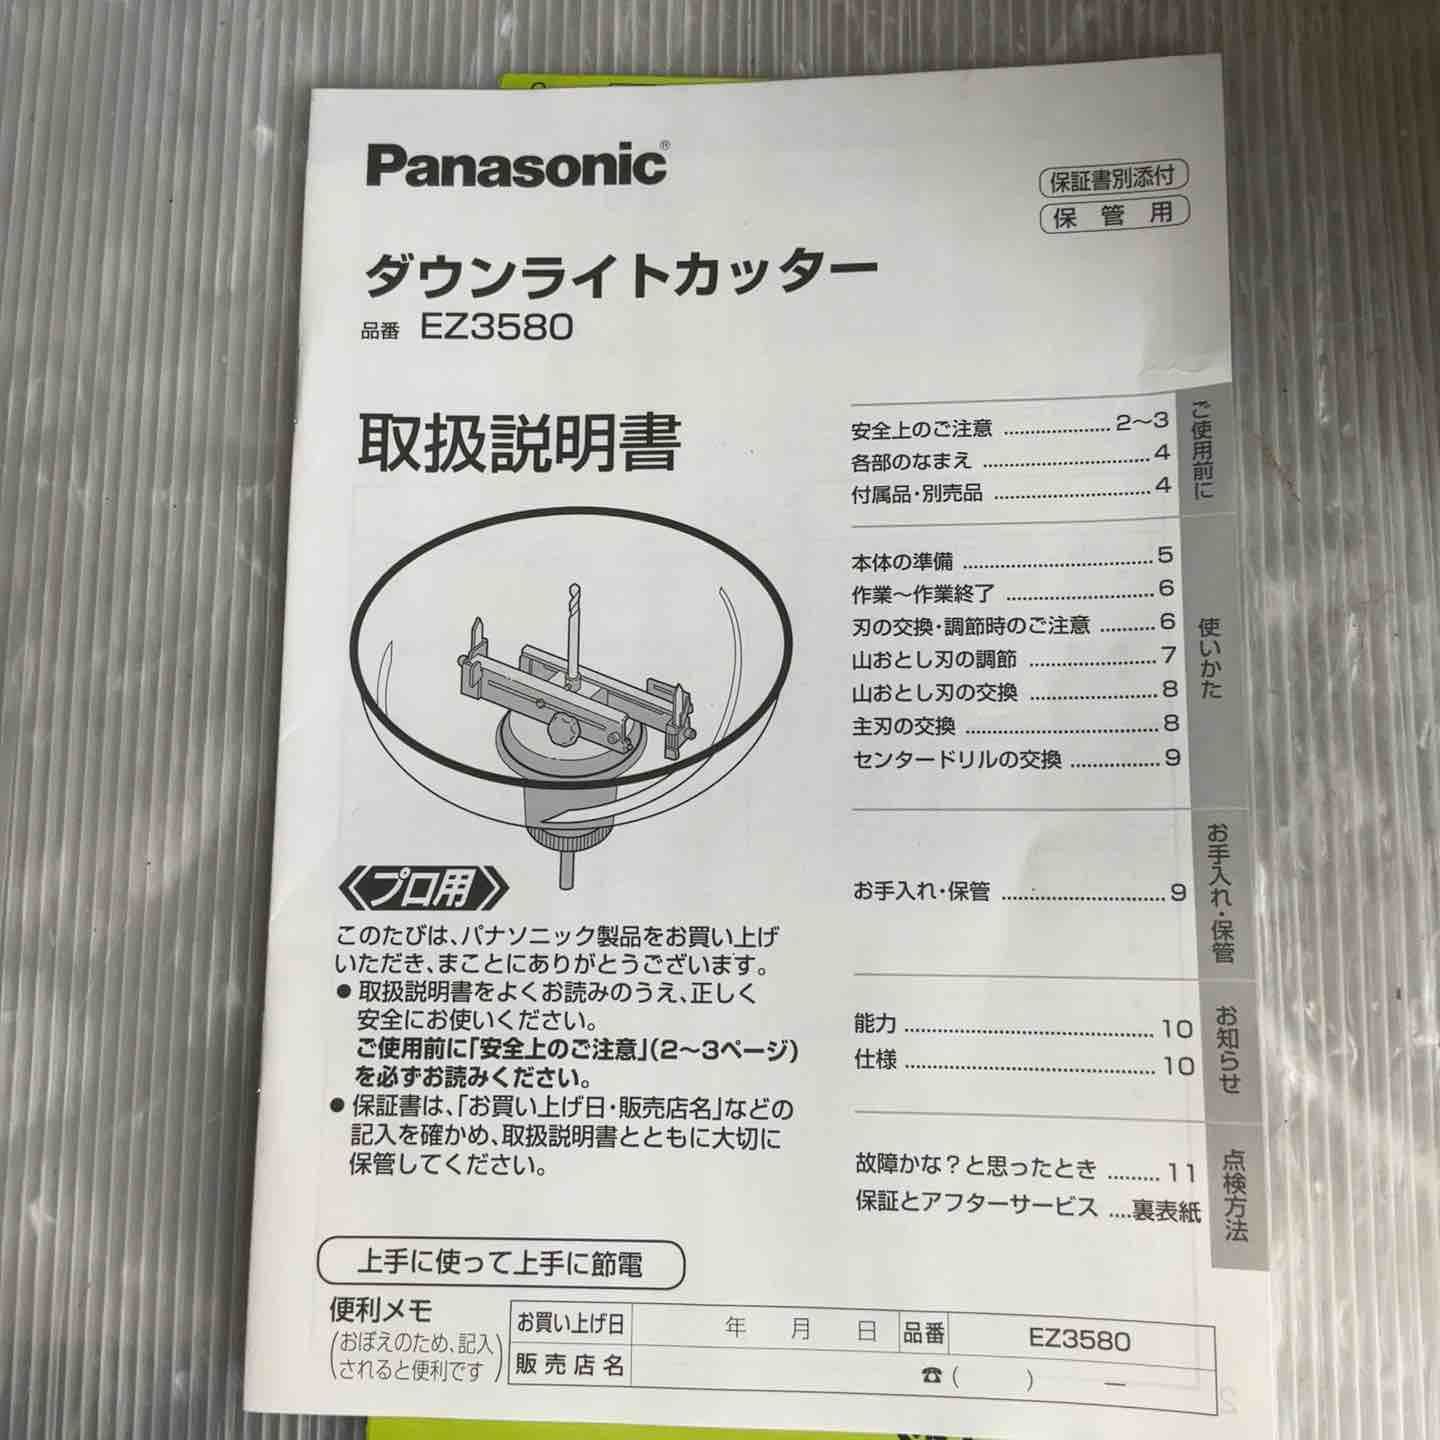 Panasonic®
保証書別添付
保管用
ダウンライトカッター
品番 EZ3580
取扱説明書
安全上のご注意 .................... 2〜3
各部のなまえ .............................. 4
付属品・別売品 ............................ 4
ご使用前に
本体の準備 .................................. 5
作業〜作業終了 .......................... 6
刃の交換・調節時のご注意 .......... 6
山おとし刃の調節 ...................... 7
山おとし刃の交換 ...................... 8
主刃の交換 .................................. 8
センタードリルの交換 ................ 9
使いかた
お手入れ・保管 ............................ 9
お手入れ・保管
能力 .............................................. 10
仕様 .............................................. 10
お知らせ
故障かな？と思ったとき ......... 11
保証とアフターサービス ....裏表紙
点検方法
プロ用
このたびは、パナソニック製品をお買い上げ
いただき、まことにありがとうございます。
● 取扱説明書をよくお読みのうえ、正しく
安全にお使いください。
ご使用前に「安全上のご注意」(2〜3ページ)
を必ずお読みください。
● 保証書は、「お買い上げ日・販売店名」などの
記入を確かめ、取扱説明書とともに大切に
保管してください。
上手に使って上手に節電
便利メモ
(おぼえのため、記入
されると便利です)
お買い上げ日 年 月 日 品番 EZ3580
販売店名 ☎( ) ―